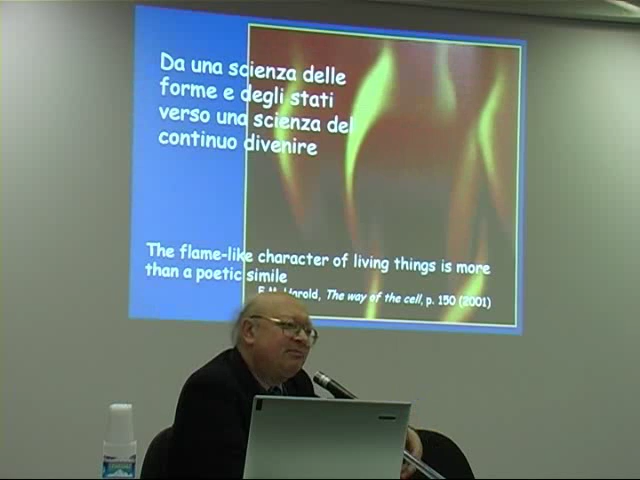 Da una scienza delle
forme e degli stati
verso una scienza del
continuo divenire
The flame-like character of living things is more
than a poetic simile
F.M. Harold, The way of the cell, p. 150 (2001)